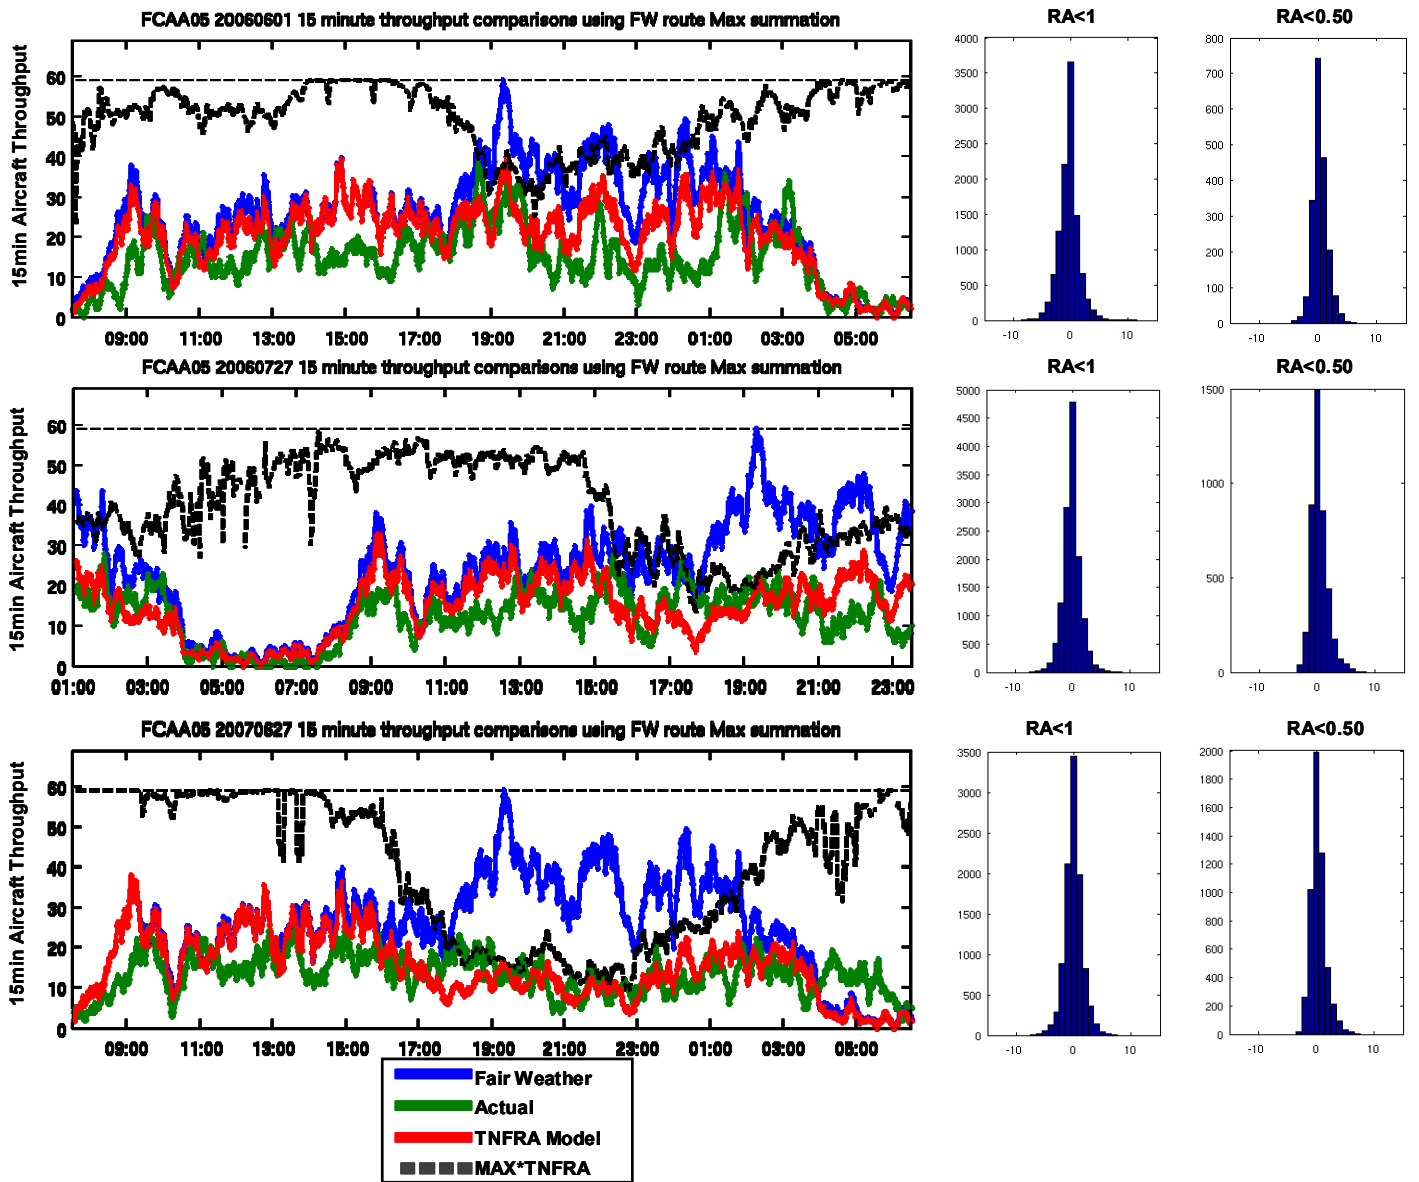 FCAA05 20060601 15 minute throughput comparisons using FW route Max summation
15min Aircraft Throughput
60
50
40
30
20
10
0
09:00 11:00 13:00 15:00 17:00 19:00 21:00 23:00 01:00 03:00 05:00
RA<1
4000
3500
3000
2500
2000
1500
1000
500
0
-10 0 10
RA<0.50
800
700
600
500
400
300
200
100
0
-10 0 10
FCAA05 20060727 15 minute throughput comparisons using FW route Max summation
15min Aircraft Throughput
60
50
40
30
20
10
0
01:00 03:00 05:00 07:00 09:00 11:00 13:00 15:00 17:00 19:00 21:00 23:00
RA<1
5000
4500
4000
3500
3000
2500
2000
1500
1000
500
0
-10 0 10
RA<0.50
1500
1000
500
0
-10 0 10
FCAA05 20070627 15 minute throughput comparisons using FW route Max summation
15min Aircraft Throughput
60
50
40
30
20
10
0
09:00 11:00 13:00 15:00 17:00 19:00 21:00 23:00 01:00 03:00 05:00
RA<1
3500
3000
2500
2000
1500
1000
500
0
-10 0 10
RA<0.50
2000
1800
1600
1400
1200
1000
800
600
400
200
0
-10 0 10
Fair Weather
Actual
TNFRA Model
MAX*TNFRA